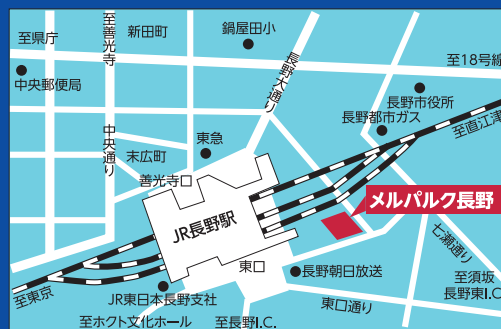 至県庁
至善光寺
新田町
鍋屋田小
長野大通り
至18号線
中央郵便局
長野市役所
長野都市ガス
至直江津
中央通り
東急
末広町
善光寺口
JR長野駅
メルパルク長野
七瀬通り
東口
長野朝日放送
至須坂
長野東I.C.
至東京
JR東日本長野支社
東口通り
至ホクト文化ホール
至長野I.C.